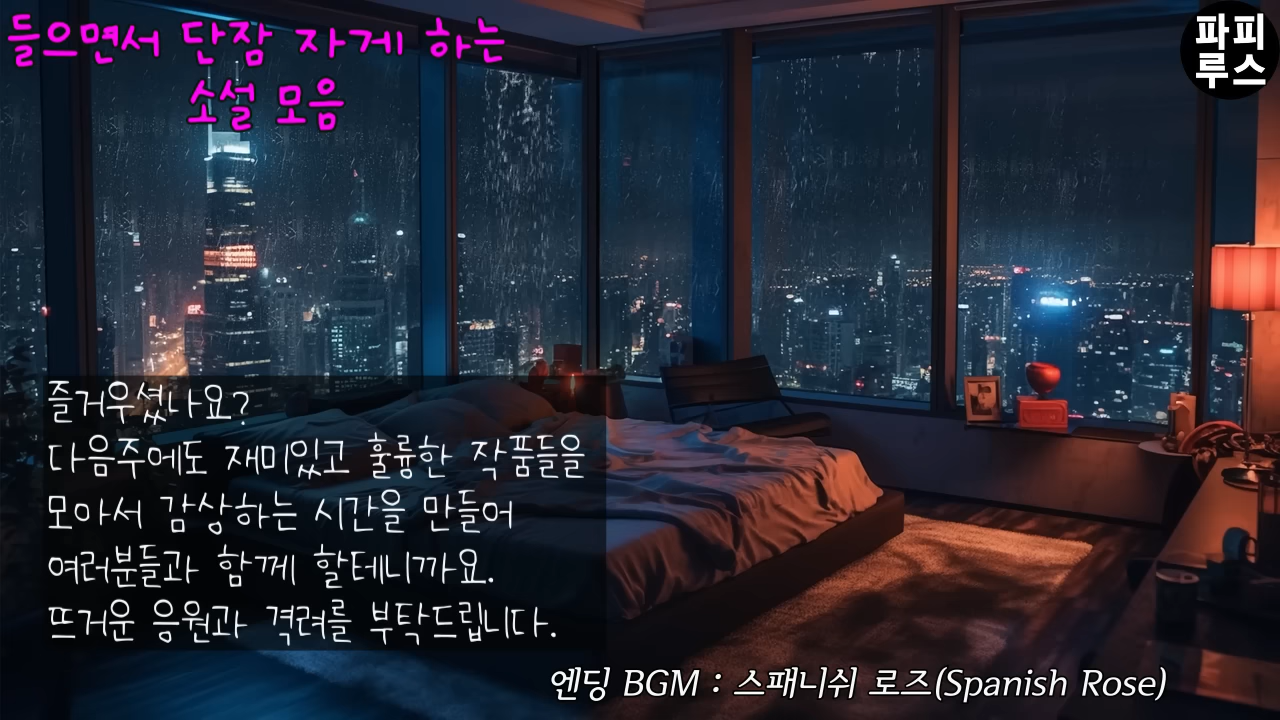 들으면서 단잠 자게 하는
소설 모음
파피
루스
즐거우셨나요?
다음주에도 재미있고 훌륭한 작품들을
모아서 감상하는 시간을 만들어
여러분들과 함께 할테니까요.
뜨거운 응원과 격려를 부탁드립니다.
엔딩 BGM : 스패니쉬 로즈(Spanish Rose)